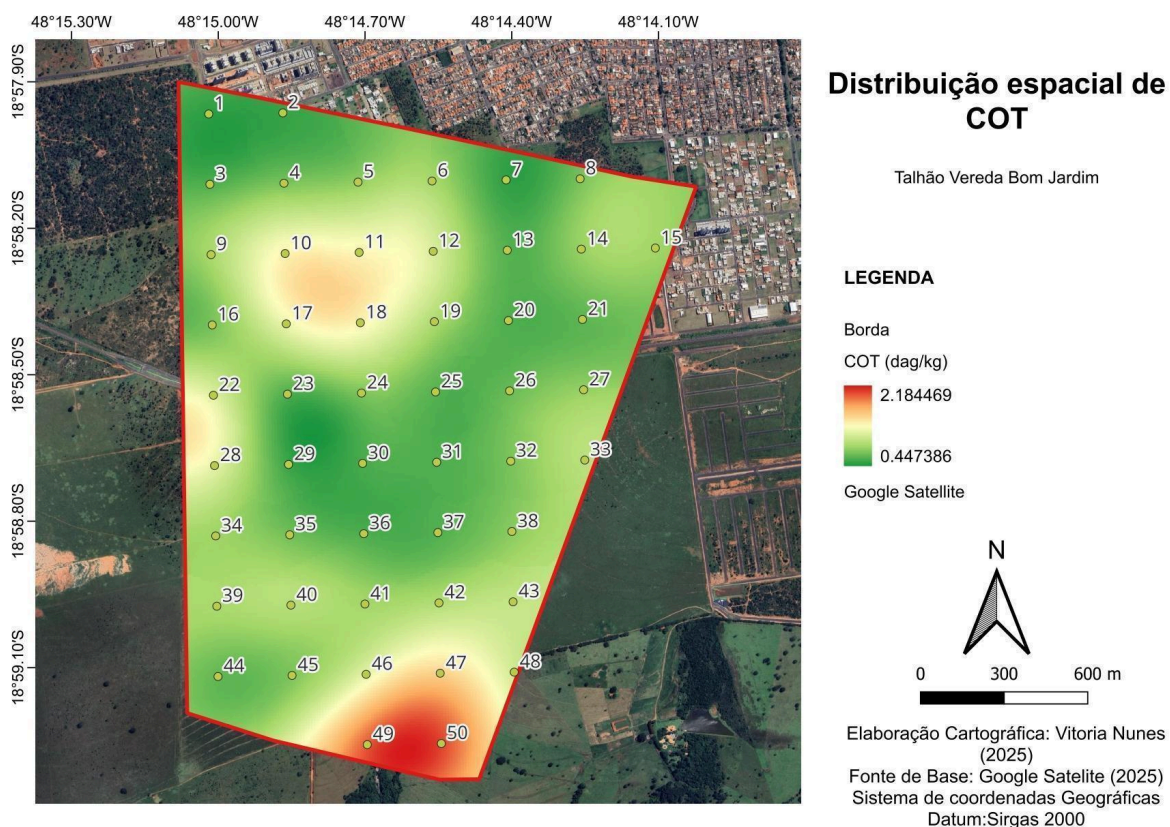 48°15.30'W 48°15.00'W 48°14.70'W 48°14.40'W 48°14.10'W
18°57.90'S
18°58.20'S
18°58.50'S
18°58.80'S
18°59.10'S
1 2
3 4 5 6 7 8
9 10 11 12 13 14 15
16 17 18 19 20 21
22 23 24 25 26 27
28 29 30 31 32 33
34 35 36 37 38
39 40 41 42 43
44 45 46 47 48
49 50
Distribuição espacial de
COT
Talhão Vereda Bom Jardim
LEGENDA
Borda
COT (dag/kg)
2.184469
0.447386
Google Satellite
N
0 300 600 m
Elaboração Cartográfica: Vitoria Nunes
(2025)
Fonte de Base: Google Satelite (2025)
Sistema de coordenadas Geográficas
Datum:Sirgas 2000